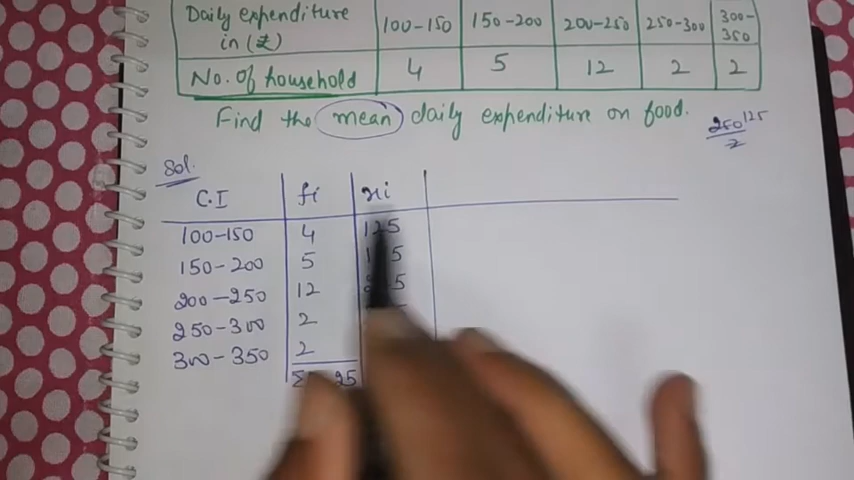 Daily expenditure in (₹) 100-150 150-200 200-250 250-300 300-350
No. of household 4 5 12 2 2
Find the mean daily expenditure on food.
250 125
2
Sol.
C.I fi xi
100-150 4 125
150-200 5
200-250 12
250-300 2
300-350 2
25